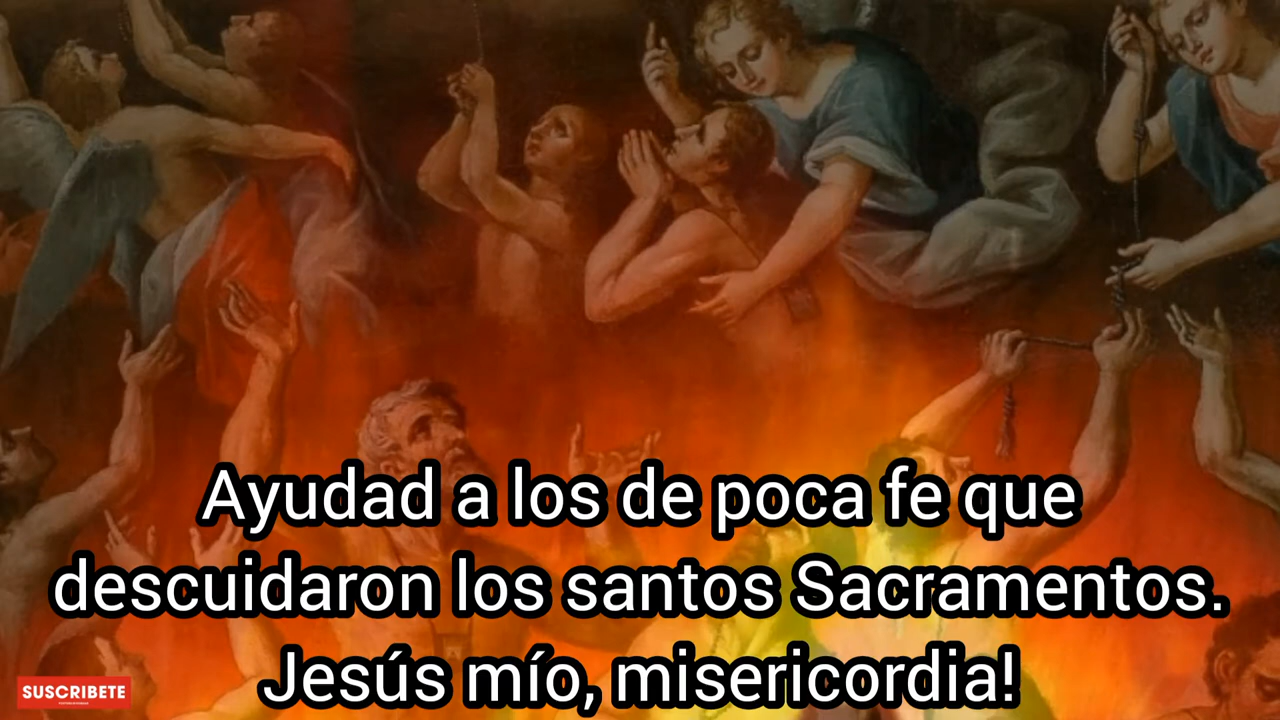 Ayudad a los de poca fe que
descuidaron los santos Sacramentos.
Jesús mío, misericordia!
SUSCRIBETE